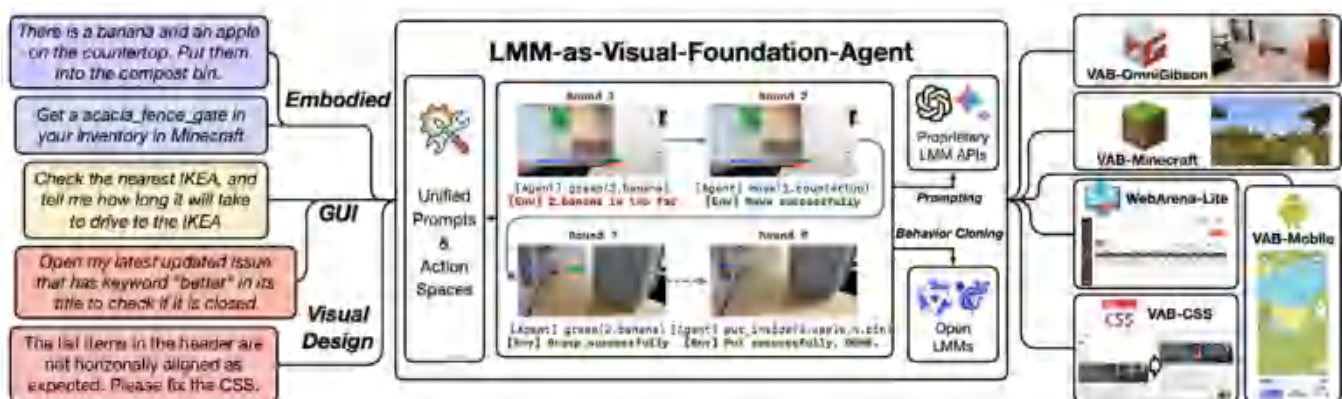 There is a banana and an apple
on the countertop. Put them
into the compost bin.
Get a acacia_fence_gate in
your inventory in Minecraft
Check the nearest IKEA, and
tell me how long it will take
to drive to the IKEA
Open my latest updated issue
that has keyword "better" in its
title to check if it is closed.
The list items in the header are
not horizonally aligned as
expected. Please fix the CSS.
Embodied
GUI
Visual
Design
LMM-as-Visual-Foundation-Agent
Unified
Prompts
&
Action
Spaces
Round 1
Round 2
[Agent] grasp(2.banana)
[Env] 2.banana is too far
[Agent] move(1.countertop)
[Env] Move successfully
Round
Round
[Agent] grasp(2.banana)
[Env] Grasp successfully
[Agent]
[Env] Put successfully. DONE.
Proprietary
LMM APIs
Prompting
Behavior Cloning
Open
LMMs
VAB-OmniGibson
VAB-Minecraft
WebArena-Lite
VAB-Mobile
CSS
VAB-CSS